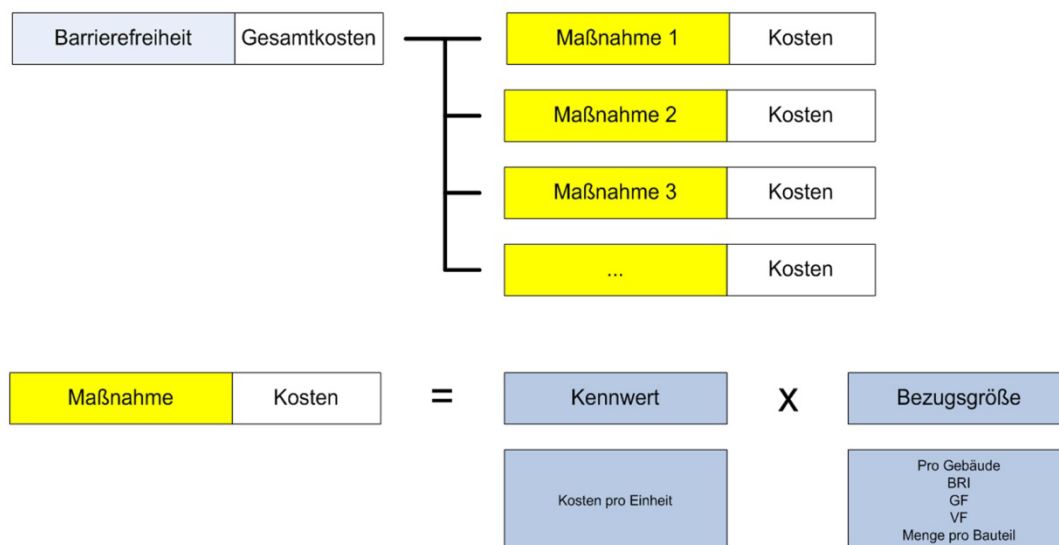 Barrierefreiheit Gesamtkosten Maßnahme 1 Kosten
Maßnahme 2 Kosten
Maßnahme 3 Kosten
... Kosten
Maßnahme Kosten = Kennwert X Bezugsgröße
Kosten pro Einheit
Pro Gebäude
BRI
GF
VF
Menge pro Bauteil